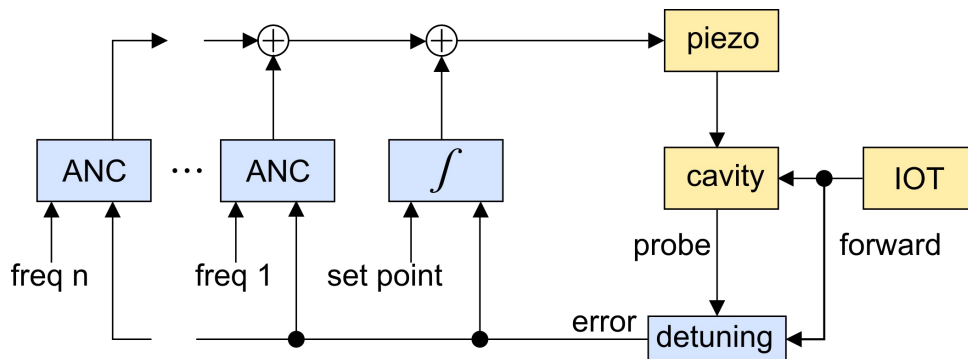 piezo
ANC
...
ANC
∫
cavity
IOT
probe
forward
freq n
freq 1
set point
error
detuning